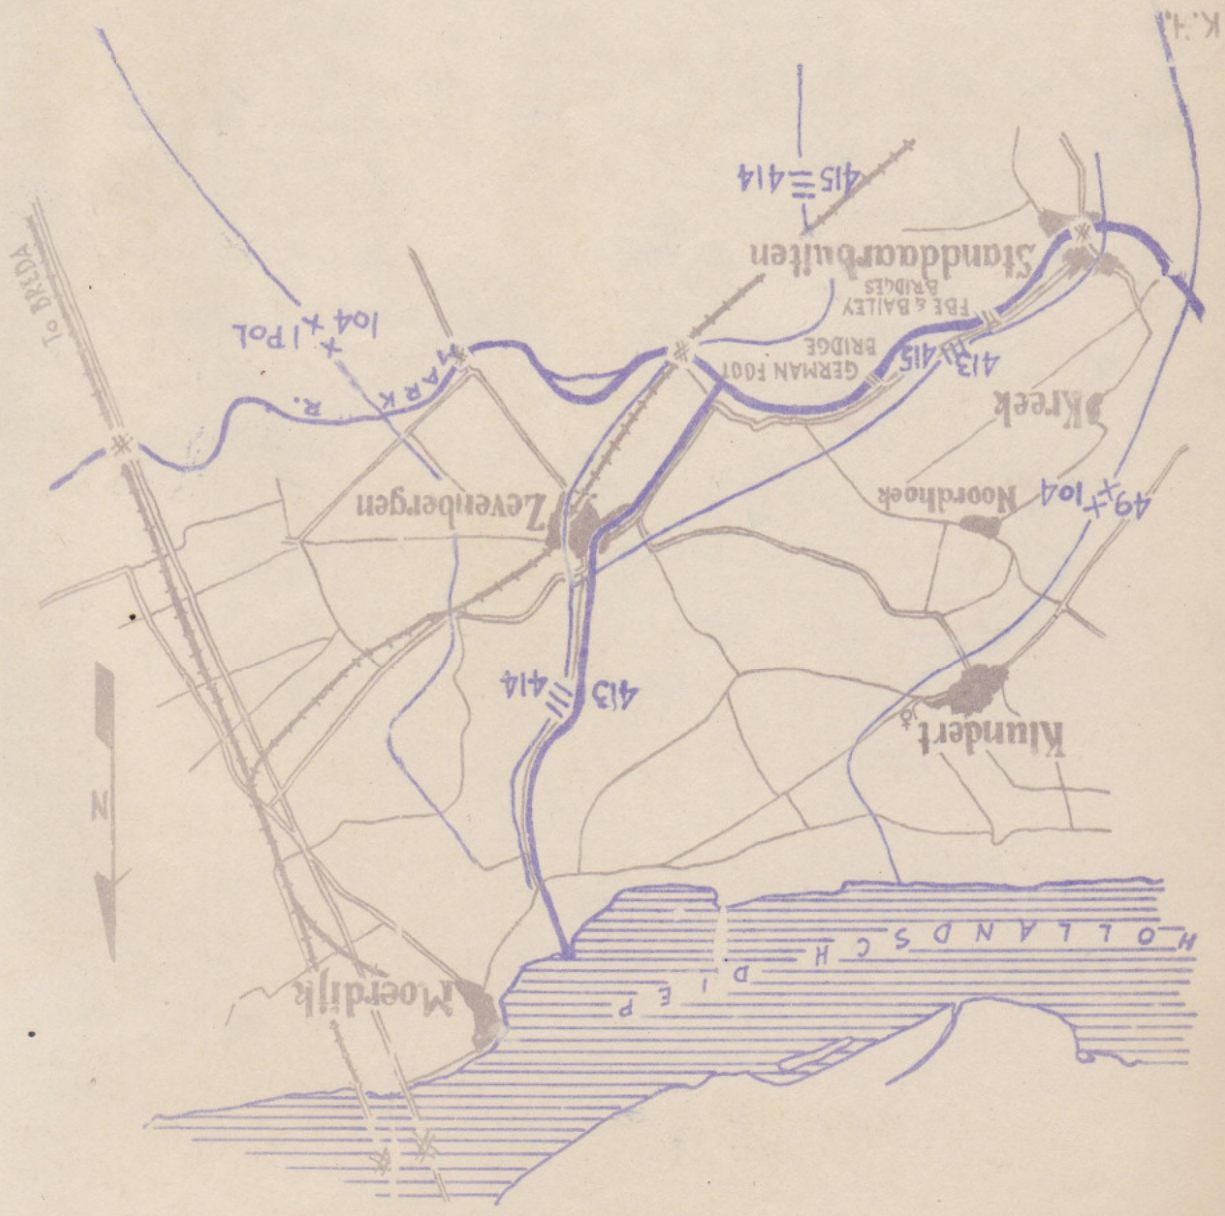 HOLLANDSCH DIEP
Moerdijk
N
Klundert
413 414
Noordhoek
49 104
Zevenbergen
Kreek
MARK R.
413 415
GERMAN FOOT
BRIDGE
104 1 POL
FBE & BAILEY
BRIDGES
To BREDA
Standdaarbuiten
415 414
K.H.